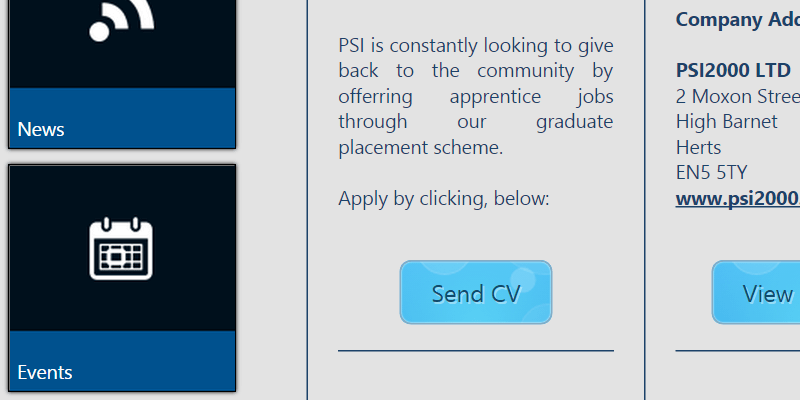 News
Events
PSI is constantly looking to give
back to the community by
offerring apprentice jobs
through our graduate
placement scheme.
Apply by clicking, below:
Send CV
Company
PSI2000 LTD
2 Moxon
High Barnet
Herts
EN5 5TY
www.psi2000
View